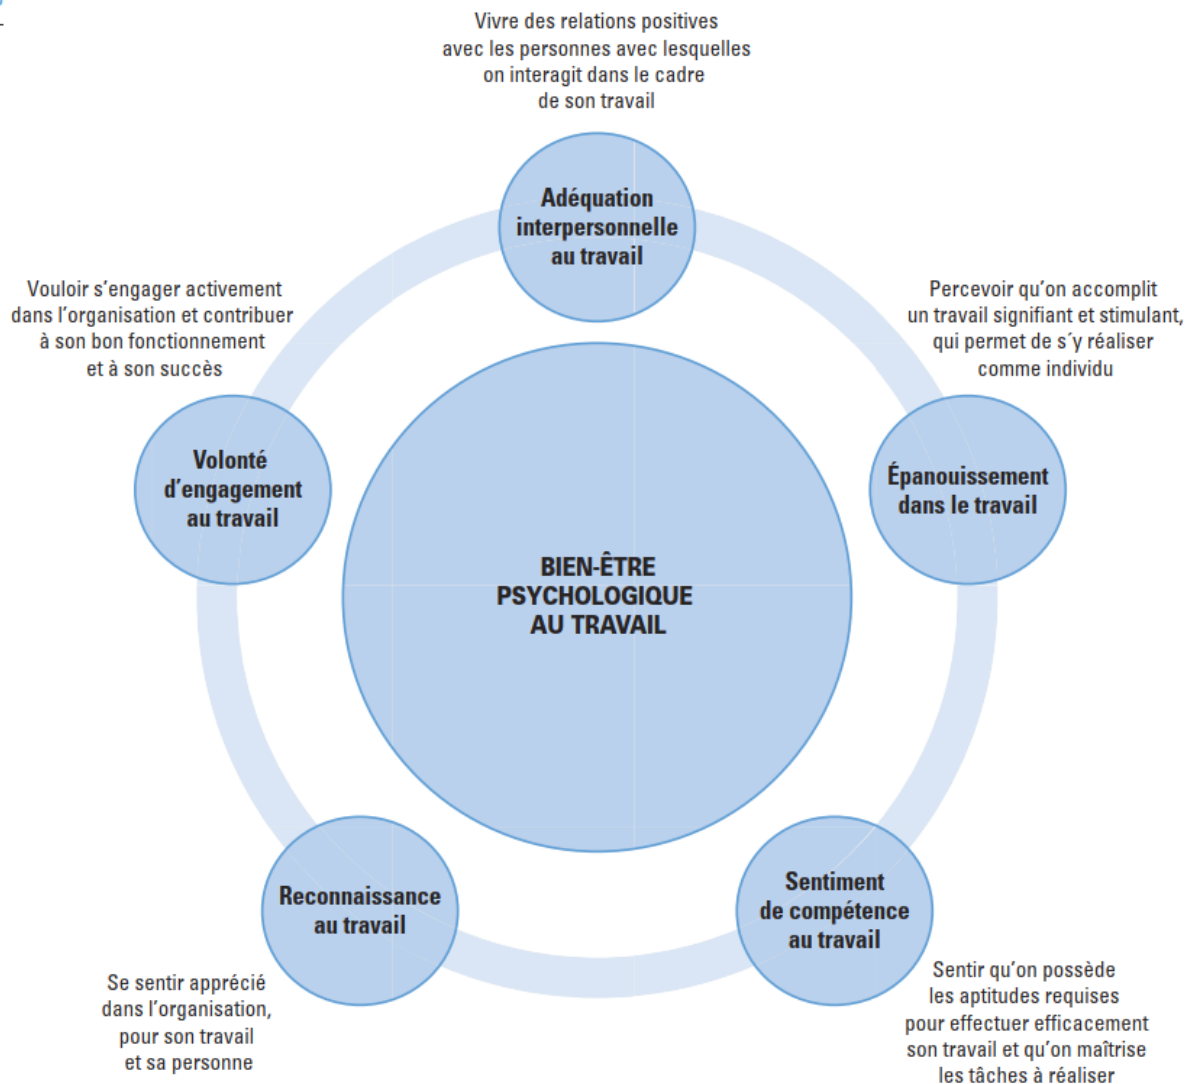 Vivre des relations positives
avec les personnes avec lesquelles
on interagit dans le cadre
de son travail
Adéquation
interpersonnelle
au travail
Vouloir s’engager activement
dans l’organisation et contribuer
à son bon fonctionnement
et à son succès
Percevoir qu’on accomplit
un travail signifiant et stimulant,
qui permet de s´y réaliser
comme individu
Volonté
d’engagement
au travail
Épanouissement
dans le travail
BIEN-ÊTRE
PSYCHOLOGIQUE
AU TRAVAIL
Reconnaissance
au travail
Sentiment
de compétence
au travail
Se sentir apprécié
dans l’organisation,
pour son travail
et sa personne
Sentir qu’on possède
les aptitudes requises
pour effectuer efficacement
son travail et qu’on maîtrise
les tâches à réaliser